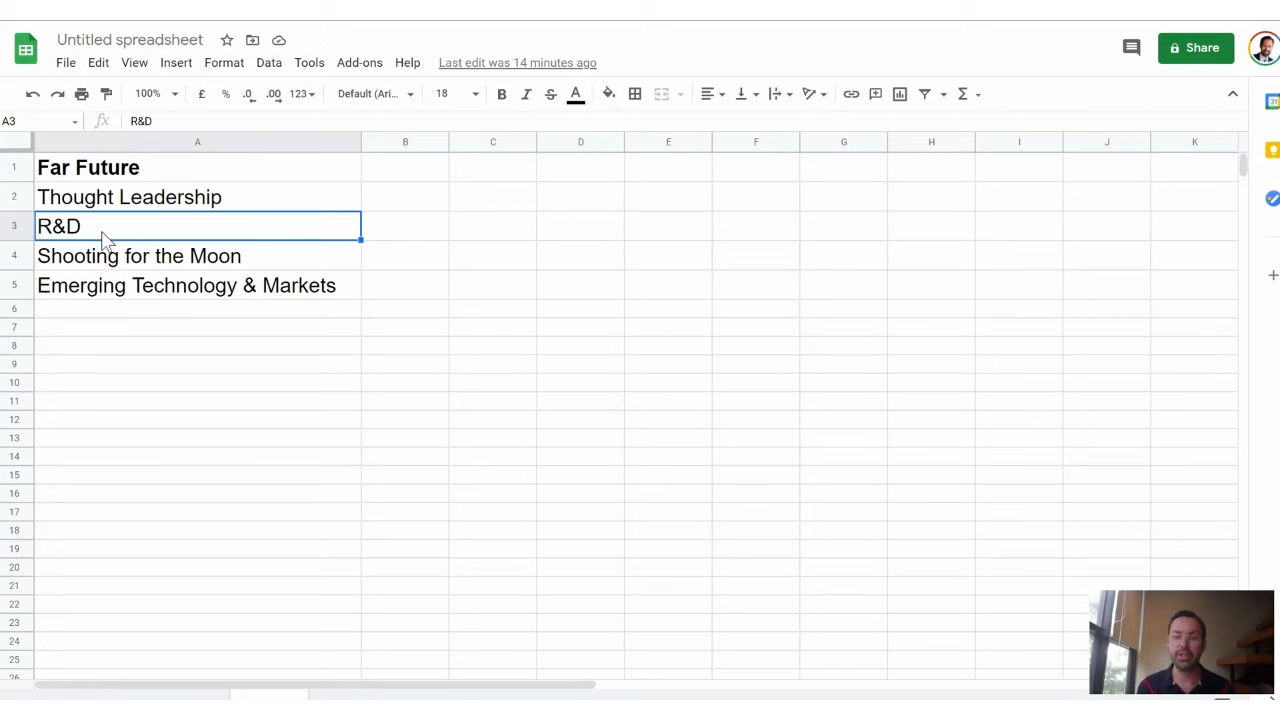 Untitled spreadsheet
Share
File Edit View Insert Format Data Tools Add-ons Help Last edit was 14 minutes ago
100% £ % .0 .00 123 Default (Ari... 18 B I S A Σ
A3 fx R&D
A B C D E F G H I J K
1 Far Future
2 Thought Leadership
3 R&D
4 Shooting for the Moon
5 Emerging Technology & Markets
6
7
8
9
10
11
12
13
14
15
16
17
18
19
20
21
22
23
24
25
26